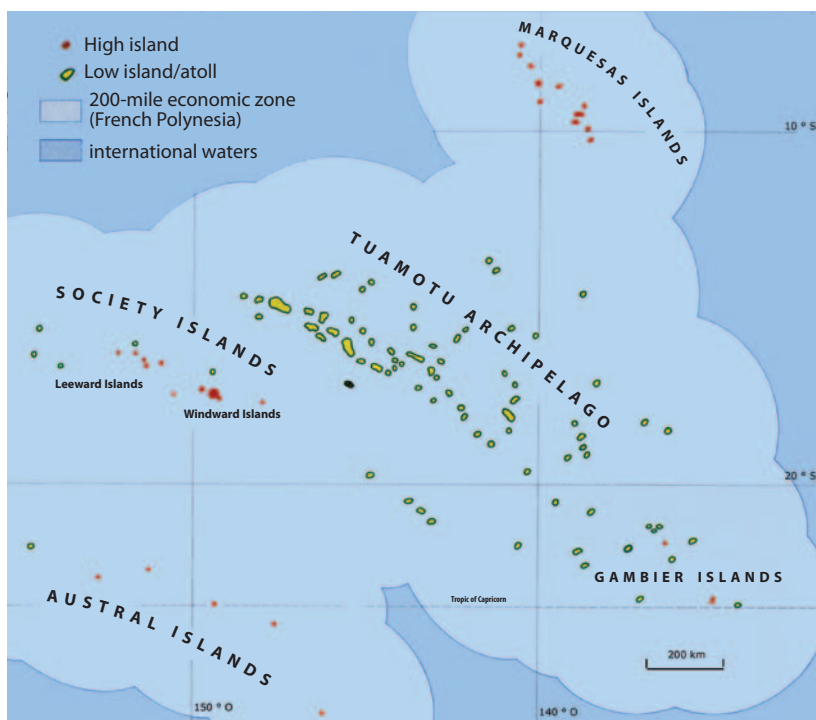 High island
Low island/atoll
200-mile economic zone
(French Polynesia)
international waters
MARQUESAS ISLANDS
10 ° S
TUAMOTU ARCHIPELAGO
SOCIETY ISLANDS
Leeward Islands
Windward Islands
20 ° S
GAMBIER ISLANDS
Tropic of Capricorn
AUSTRAL ISLANDS
200 km
150 ° O
140 ° O